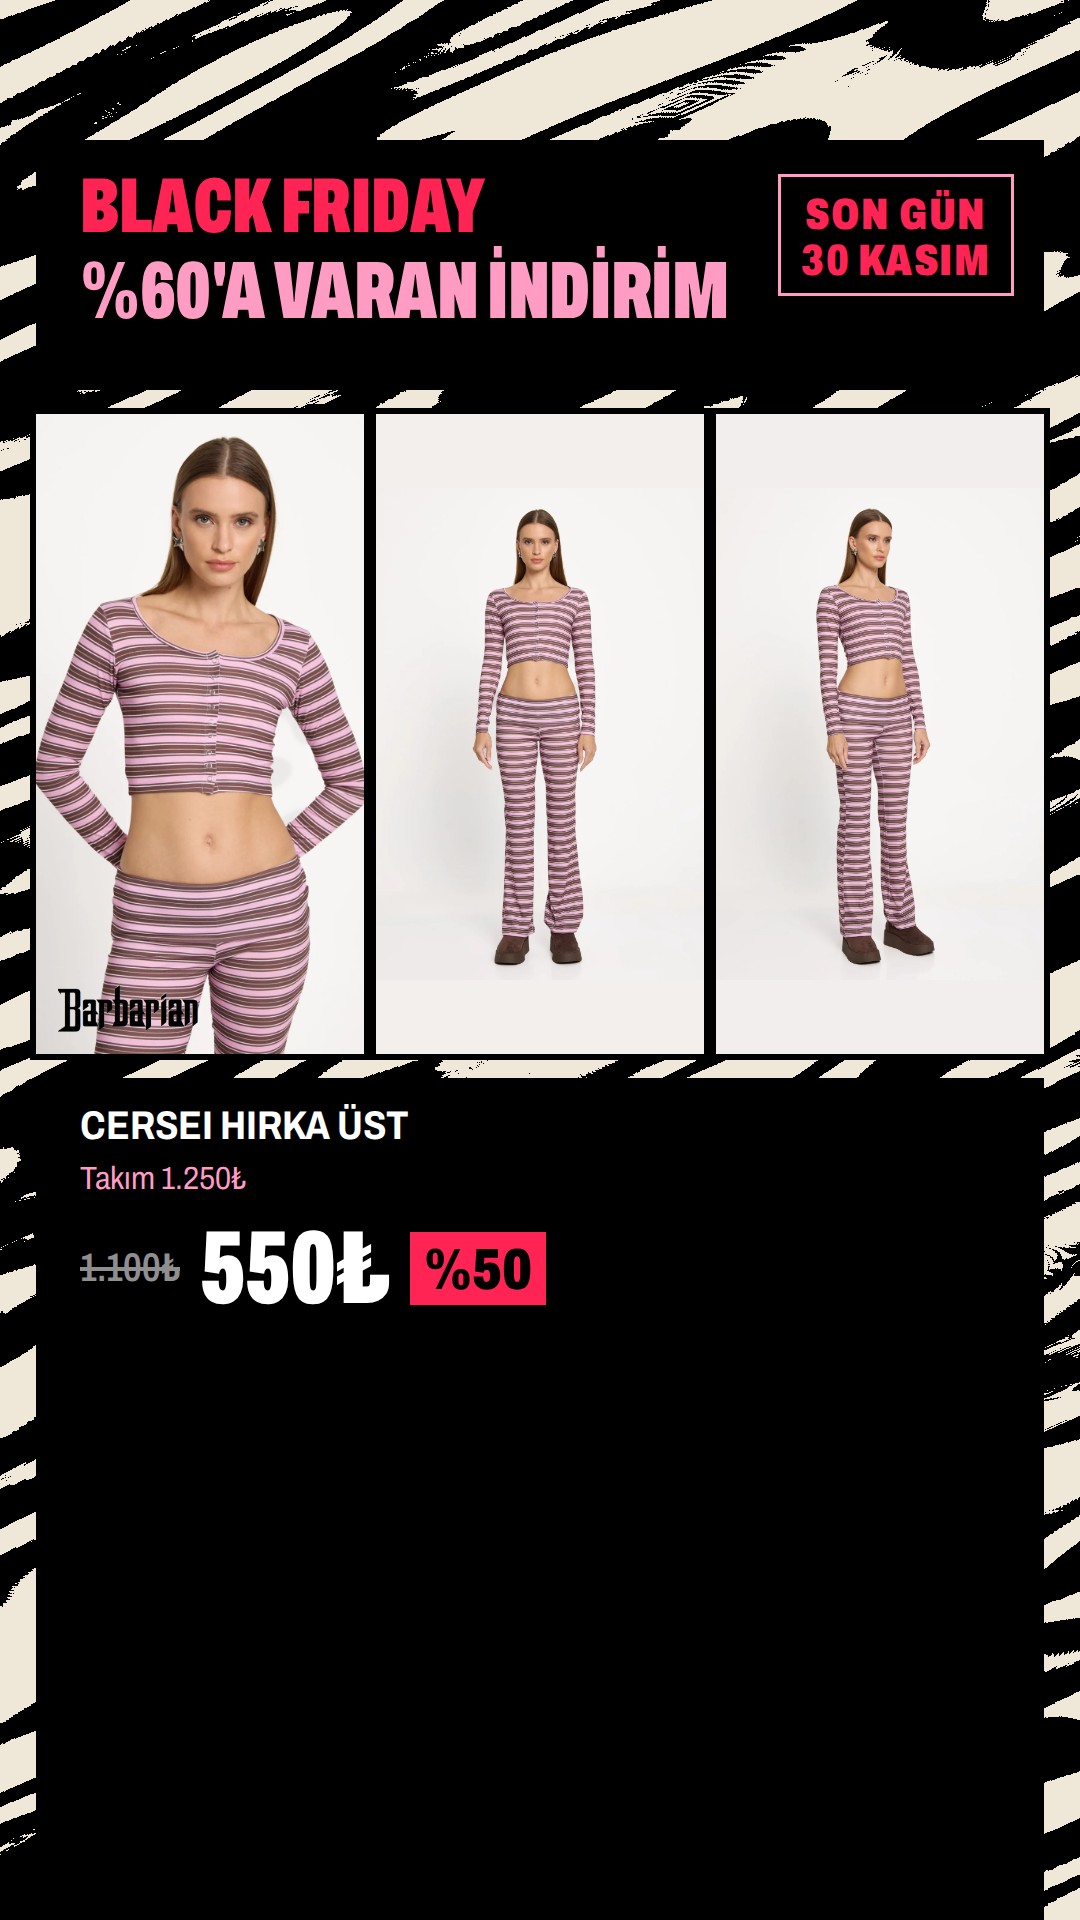 BLACK FRIDAY
%60'A VARAN İNDİRİM
SON GÜN
30 KASIM
Barbarian
CERSEI HIRKA ÜST
Takım 1.250₺
1.100₺ 550₺ %50